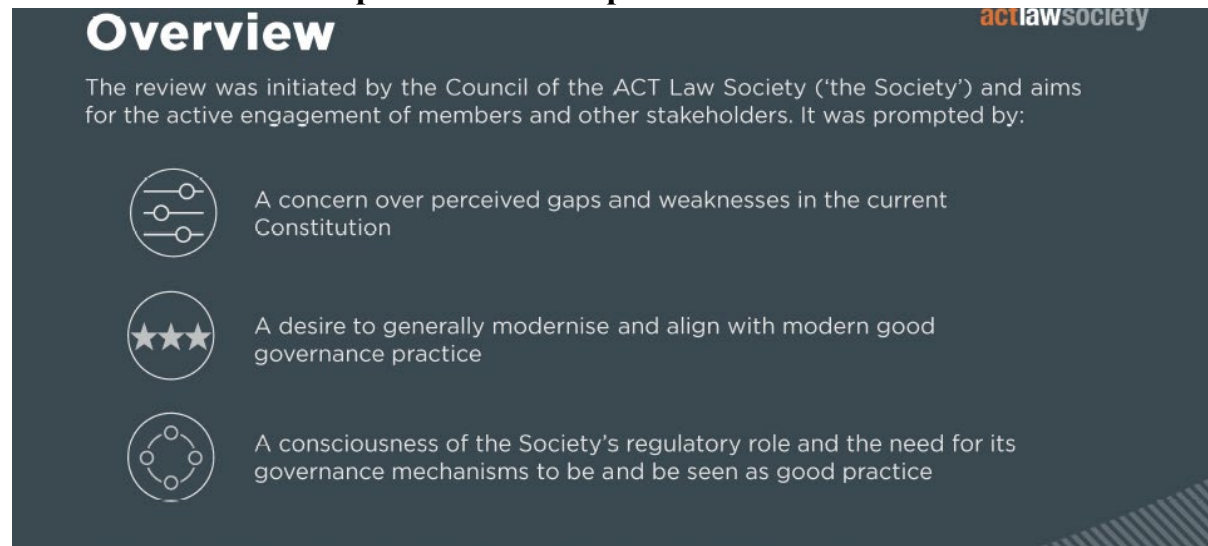 Overview
actlawsociety
The review was initiated by the Council of the ACT Law Society (‘the Society’) and aims
for the active engagement of members and other stakeholders. It was prompted by:
A concern over perceived gaps and weaknesses in the current
Constitution
A desire to generally modernise and align with modern good
governance practice
A consciousness of the Society’s regulatory role and the need for its
governance mechanisms to be and be seen as good practice